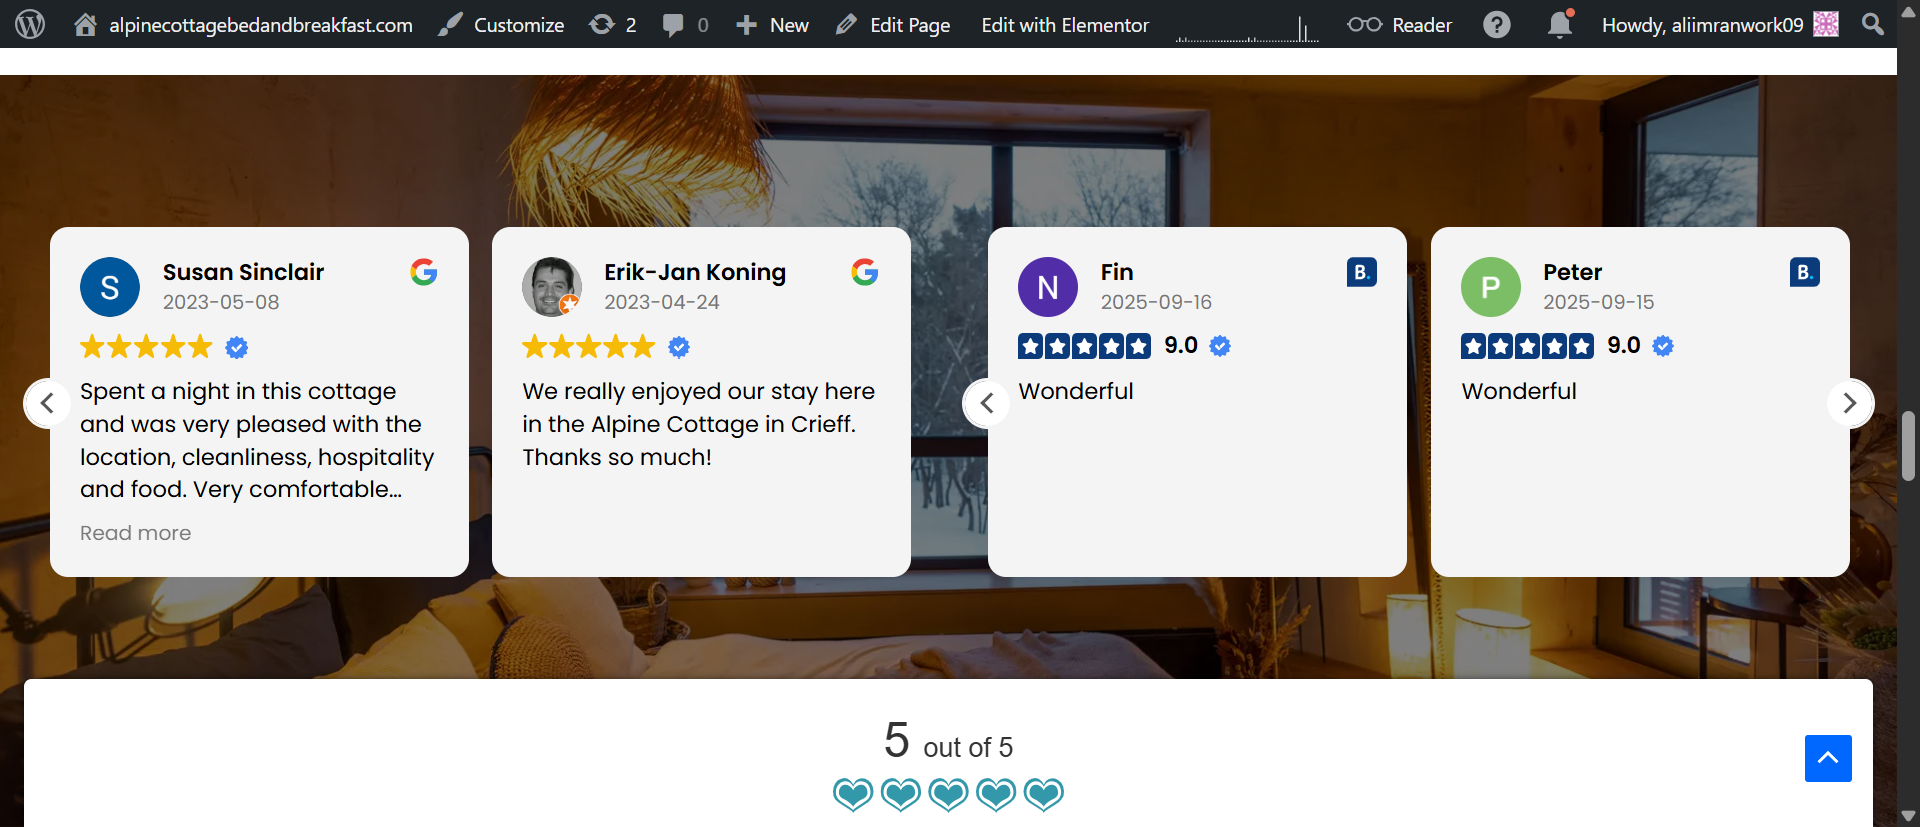 alpinecottagebedandbreakfast.com Customize 2 0 New Edit Page Edit with Elementor Reader Howdy, aliimranwork09
S
Susan Sinclair
2023-05-08
Spent a night in this cottage
and was very pleased with the
location, cleanliness, hospitality
and food. Very comfortable...
Read more
Erik-Jan Koning
2023-04-24
We really enjoyed our stay here
in the Alpine Cottage in Crieff.
Thanks so much!
N
Fin
2025-09-16
B.
9.0
Wonderful
P
Peter
2025-09-15
B.
9.0
Wonderful
5 out of 5